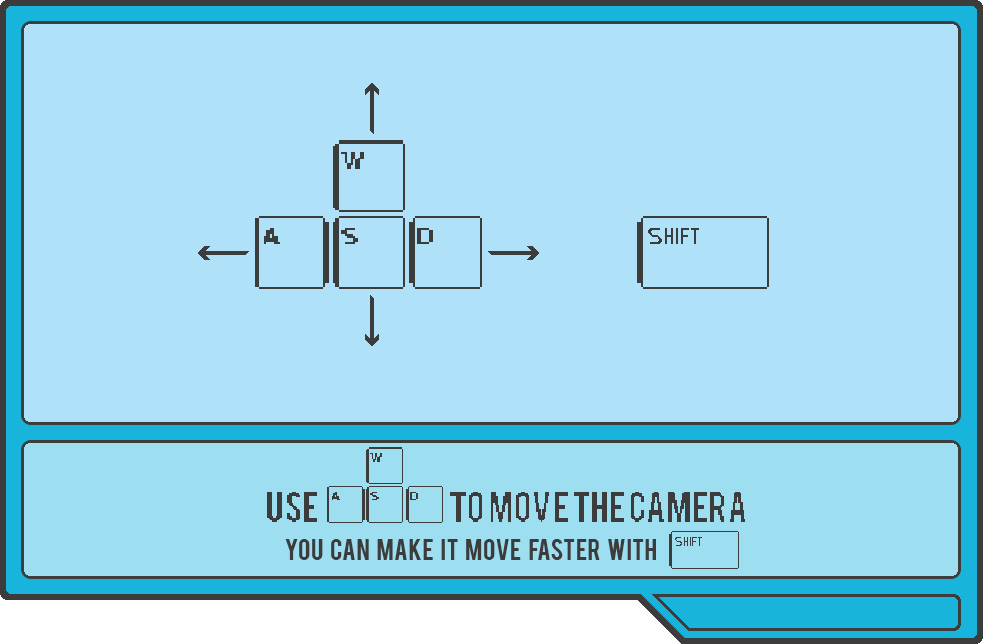 W
A S D SHIFT
W
USE A S D TO MOVE THE CAMERA
YOU CAN MAKE IT MOVE FASTER WITH SHIFT